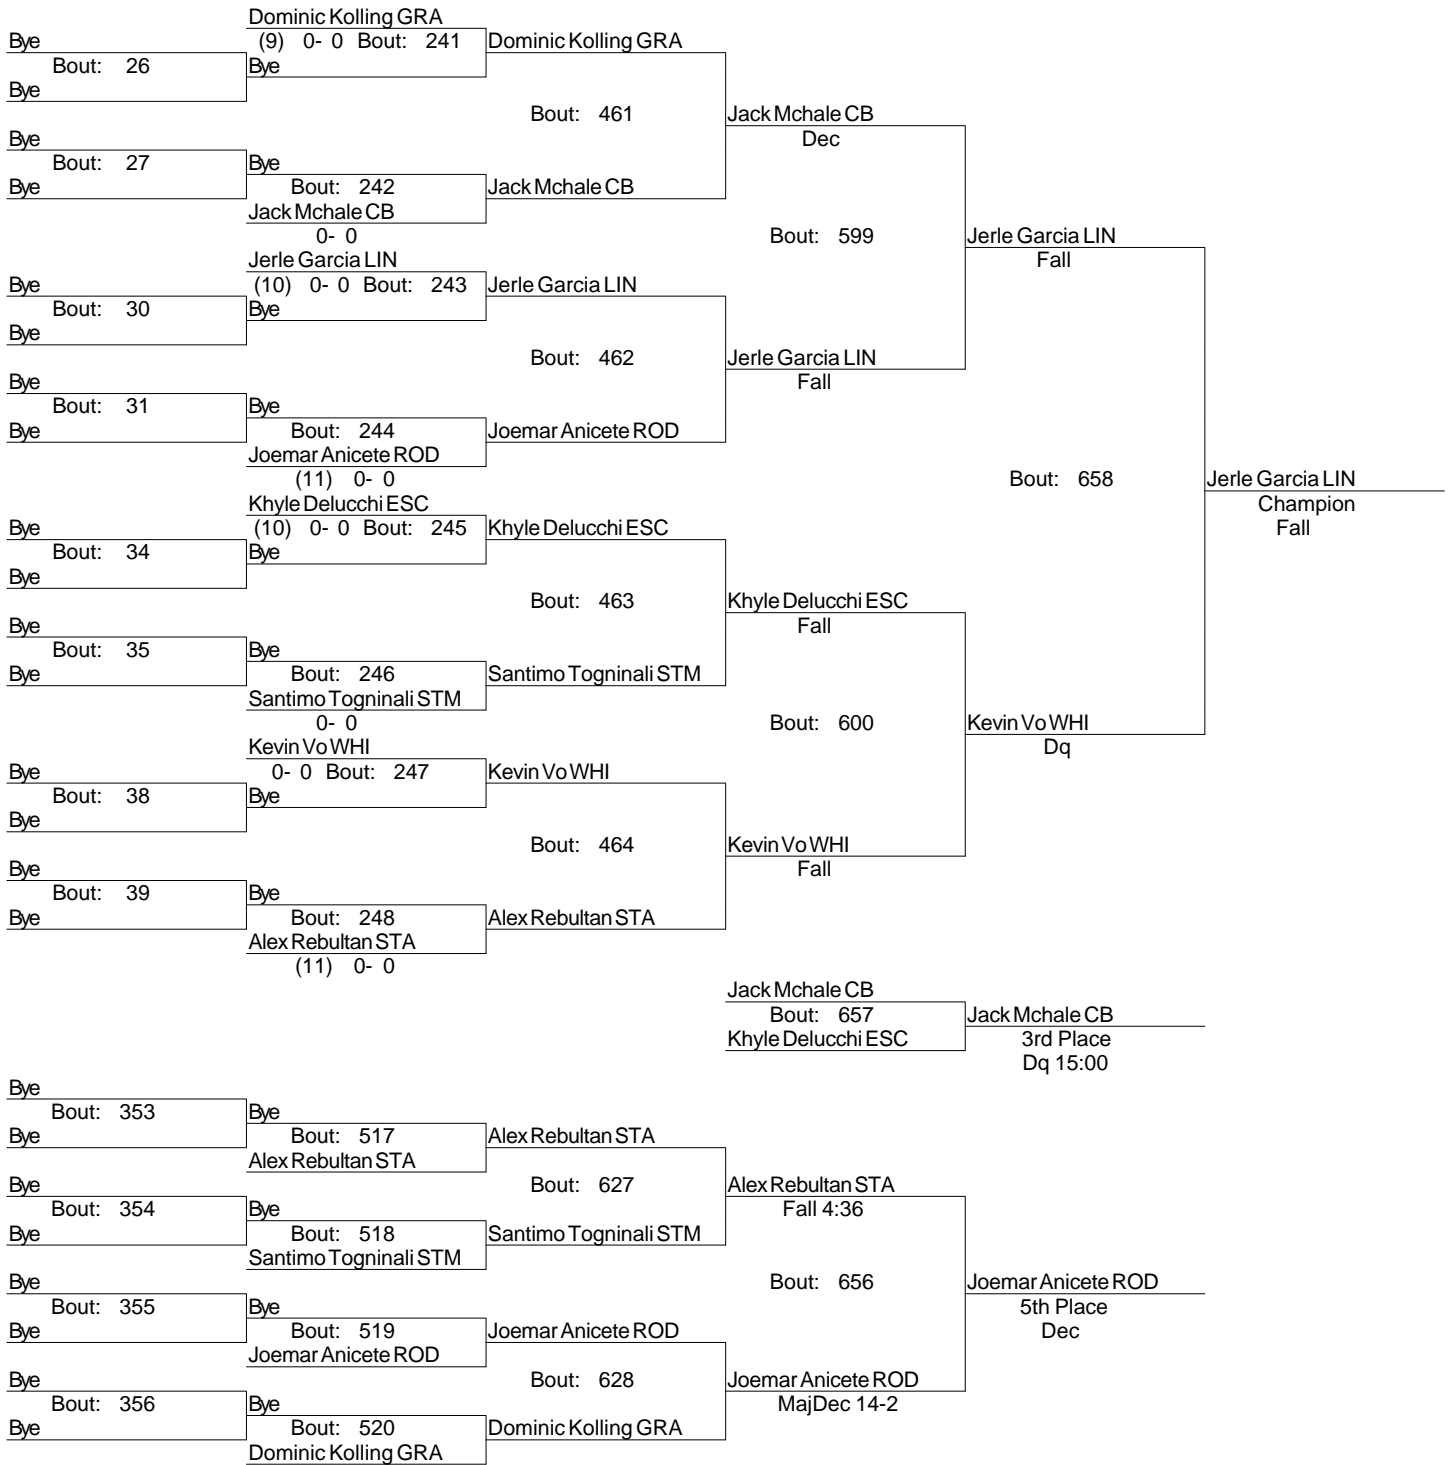 Dominic Kolling GRA
Bye (9) 0- 0 Bout: 241 Dominic Kolling GRA
Bout: 26 Bye
Bye
Bout: 461 Jack Mchale CB
Bye Dec
Bout: 27 Bye
Bye Bout: 242 Jack Mchale CB
Jack Mchale CB
0- 0 Bout: 599 Jerle Garcia LIN
Jerle Garcia LIN Fall
Bye (10) 0- 0 Bout: 243 Jerle Garcia LIN
Bout: 30 Bye
Bye
Bout: 462 Jerle Garcia LIN
Bye Fall
Bout: 31 Bye
Bye Bout: 244 Joemar Anicete ROD
Joemar Anicete ROD
(11) 0- 0 Bout: 658 Jerle Garcia LIN
Khyle Delucchi ESC Champion
Bye (10) 0- 0 Bout: 245 Khyle Delucchi ESC Fall
Bout: 34 Bye
Bye
Bout: 463 Khyle Delucchi ESC
Bye Fall
Bout: 35 Bye
Bye Bout: 246 Santimo Togninali STM
Santimo Togninali STM
0- 0 Bout: 600 Kevin Vo WHI
Kevin Vo WHI Dq
Bye 0- 0 Bout: 247 Kevin Vo WHI
Bout: 38 Bye
Bye
Bout: 464 Kevin Vo WHI
Bye Fall
Bout: 39 Bye
Bye Bout: 248 Alex Rebultan STA
Alex Rebultan STA
(11) 0- 0
Jack Mchale CB
Bout: 657 Jack Mchale CB
Khyle Delucchi ESC 3rd Place
Dq 15:00
Bye
Bout: 353 Bye
Bye Bout: 517 Alex Rebultan STA
Alex Rebultan STA
Bye Bout: 627 Alex Rebultan STA
Bout: 354 Bye Fall 4:36
Bye Bout: 518 Santimo Togninali STM
Santimo Togninali STM
Bye Bout: 656 Joemar Anicete ROD
Bout: 355 Bye 5th Place
Bye Bout: 519 Joemar Anicete ROD Dec
Joemar Anicete ROD
Bye Bout: 628 Joemar Anicete ROD
Bout: 356 Bye MajDec 14-2
Bye Bout: 520 Dominic Kolling GRA
Dominic Kolling GRA